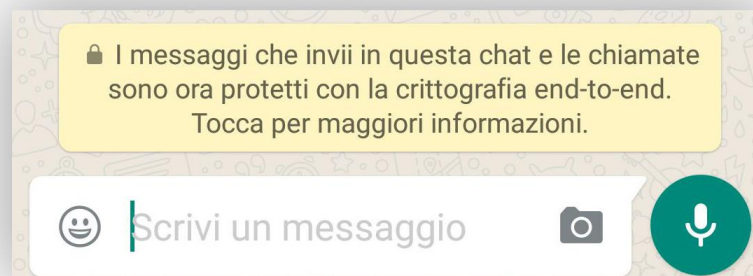 I messaggi che invii in questa chat e le chiamate
sono ora protetti con la crittografia end-to-end.
Tocca per maggiori informazioni.
Scrivi un messaggio